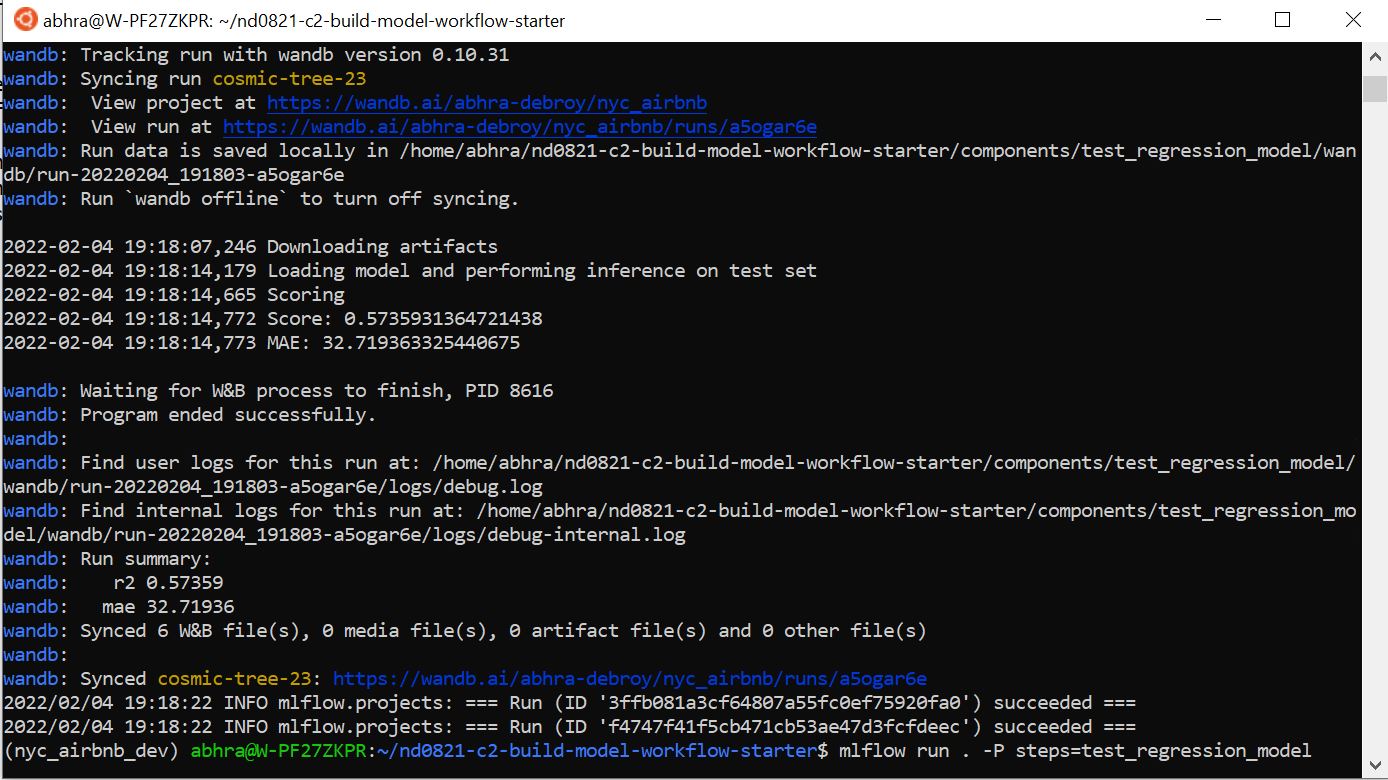 abhra@W-PF27ZKPR: ~/nd0821-c2-build-model-workflow-starter
wandb: Tracking run with wandb version 0.10.31
wandb: Syncing run cosmic-tree-23
wandb:  View project at https://wandb.ai/abhra-debroy/nyc_airbnb
wandb:  View run at https://wandb.ai/abhra-debroy/nyc_airbnb/runs/a5ogar6e
wandb: Run data is saved locally in /home/abhra/nd0821-c2-build-model-workflow-starter/components/test_regression_model/wan
db/run-20220204_191803-a5ogar6e
wandb: Run `wandb offline` to turn off syncing.
2022-02-04 19:18:07,246 Downloading artifacts
2022-02-04 19:18:14,179 Loading model and performing inference on test set
2022-02-04 19:18:14,665 Scoring
2022-02-04 19:18:14,772 Score: 0.5735931364721438
2022-02-04 19:18:14,773 MAE: 32.719363325440675
wandb: Waiting for W&B process to finish, PID 8616
wandb: Program ended successfully.
wandb:
wandb: Find user logs for this run at: /home/abhra/nd0821-c2-build-model-workflow-starter/components/test_regression_model/
wandb/run-20220204_191803-a5ogar6e/logs/debug.log
wandb: Find internal logs for this run at: /home/abhra/nd0821-c2-build-model-workflow-starter/components/test_regression_mo
del/wandb/run-20220204_191803-a5ogar6e/logs/debug-internal.log
wandb: Run summary:
wandb:    r2 0.57359
wandb:   mae 32.71936
wandb: Synced 6 W&B file(s), 0 media file(s), 0 artifact file(s) and 0 other file(s)
wandb:
wandb: Synced cosmic-tree-23: https://wandb.ai/abhra-debroy/nyc_airbnb/runs/a5ogar6e
2022/02/04 19:18:22 INFO mlflow.projects: === Run (ID '3ffb081a3cf64807a55fc0ef75920fa0') succeeded ===
2022/02/04 19:18:22 INFO mlflow.projects: === Run (ID 'f4747f41f5cb471cb53ae47d3fcfdeec') succeeded ===
(nyc_airbnb_dev) abhra@W-PF27ZKPR:~/nd0821-c2-build-model-workflow-starter$ mlflow run . -P steps=test_regression_model